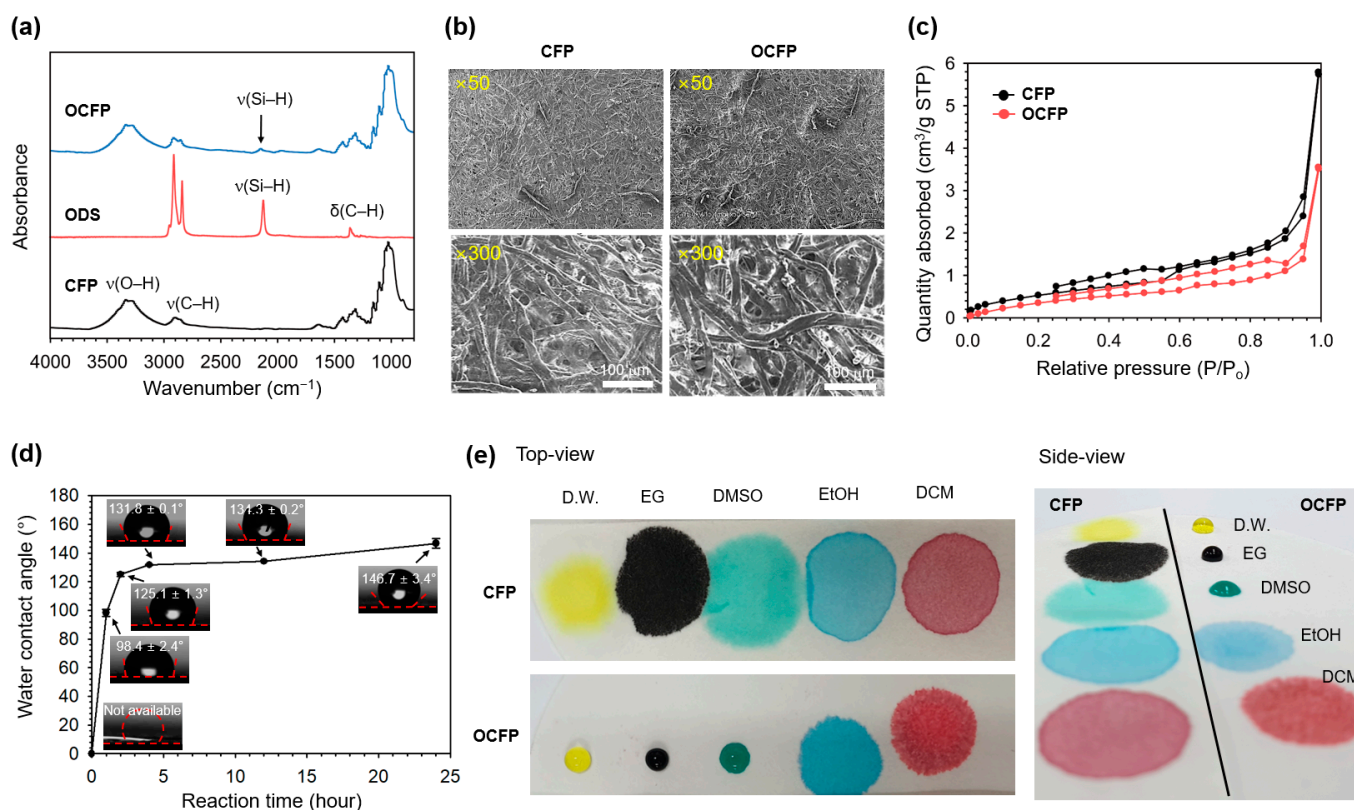 (a)
OCFP
ν(Si–H)
ODS
ν(Si–H)
δ(C–H)
CFP
ν(O–H)
ν(C–H)
Absorbance
4000 3500 3000 2500 2000 1500 1000
Wavenumber (cm⁻¹)
(b)
CFP OCFP
×50 ×50
×300 ×300
100 μm 100 μm
(c)
6
5
4
3
2
1
0
CFP
OCFP
Quantity absorbed (cm³/g STP)
0.0 0.2 0.4 0.6 0.8 1.0
Relative pressure (P/Pₒ)
(d)
180
160
140
120
100
80
60
40
20
0
Water contact angle (°)
131.8 ± 0.1°
134.3 ± 0.2°
125.1 ± 1.3°
146.7 ± 3.4°
98.4 ± 2.4°
Not available
0 5 10 15 20 25
Reaction time (hour)
(e)
Top-view
D.W. EG DMSO EtOH DCM
CFP
OCFP
Side-view
CFP OCFP
D.W.
EG
DMSO
EtOH
DCM